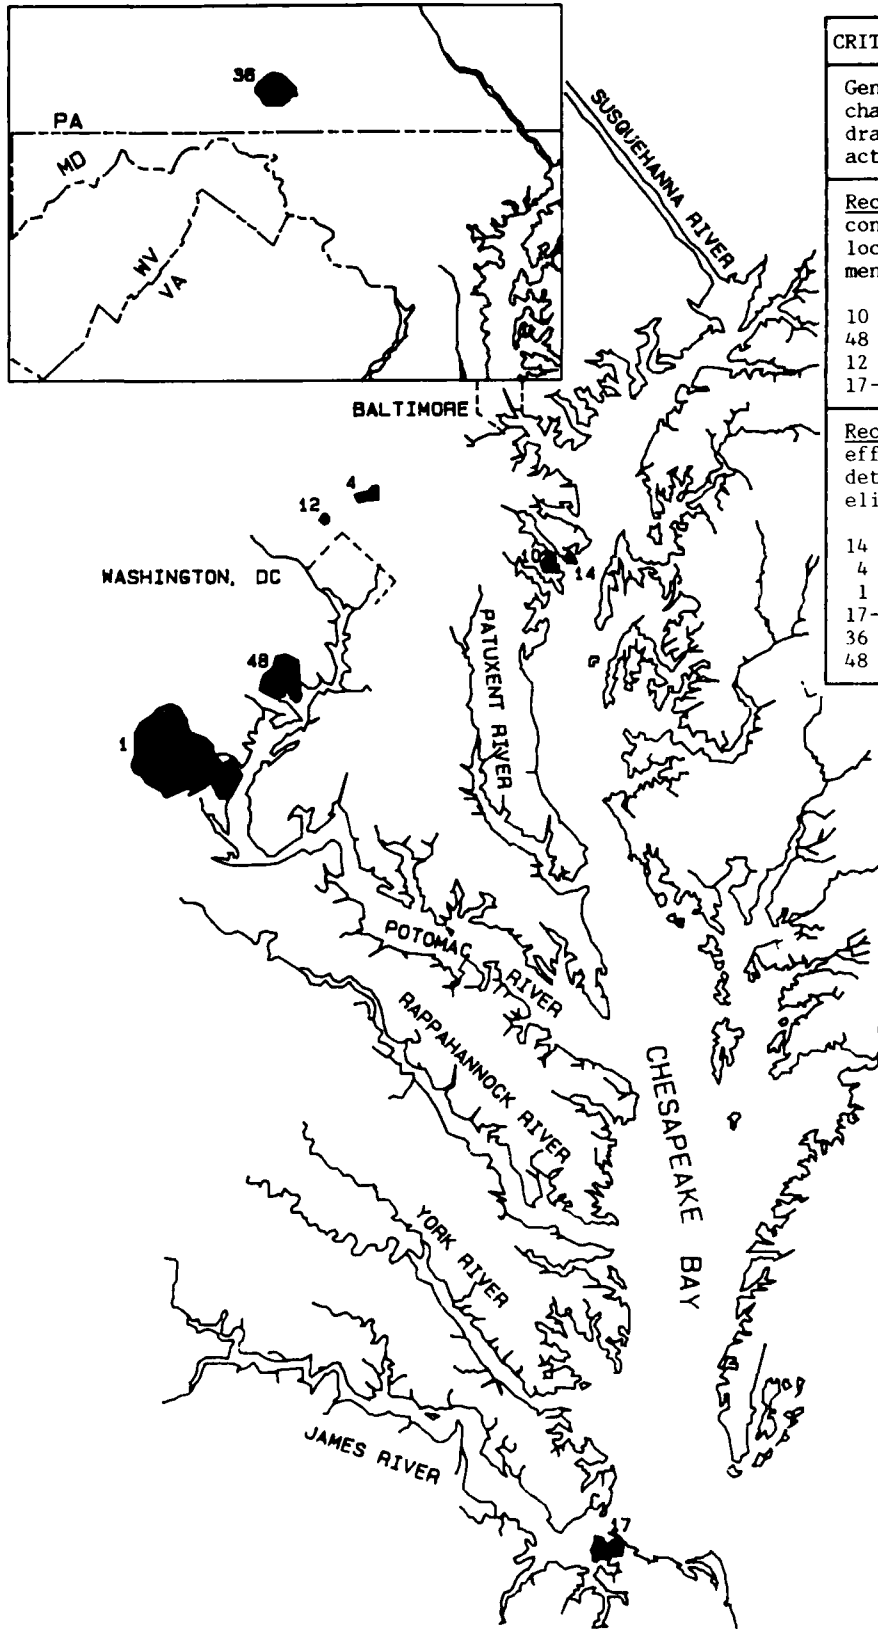 36
PA
MD
WV
VA
SUSQUEHANNA RIVER
BALTIMORE
4
12
WASHINGTON, DC
10
14
PATUXENT RIVER
48
1
POTOMAC RIVER
RAPPAHANNOCK RIVER
CHESAPEAKE BAY
YORK RIVER
JAMES RIVER
17
CRIT
Gen
cha
dra
act
Rec
con
loc
men
10
48
12
17-
Rec
eff
det
eli
14
4
1
17-
36
48